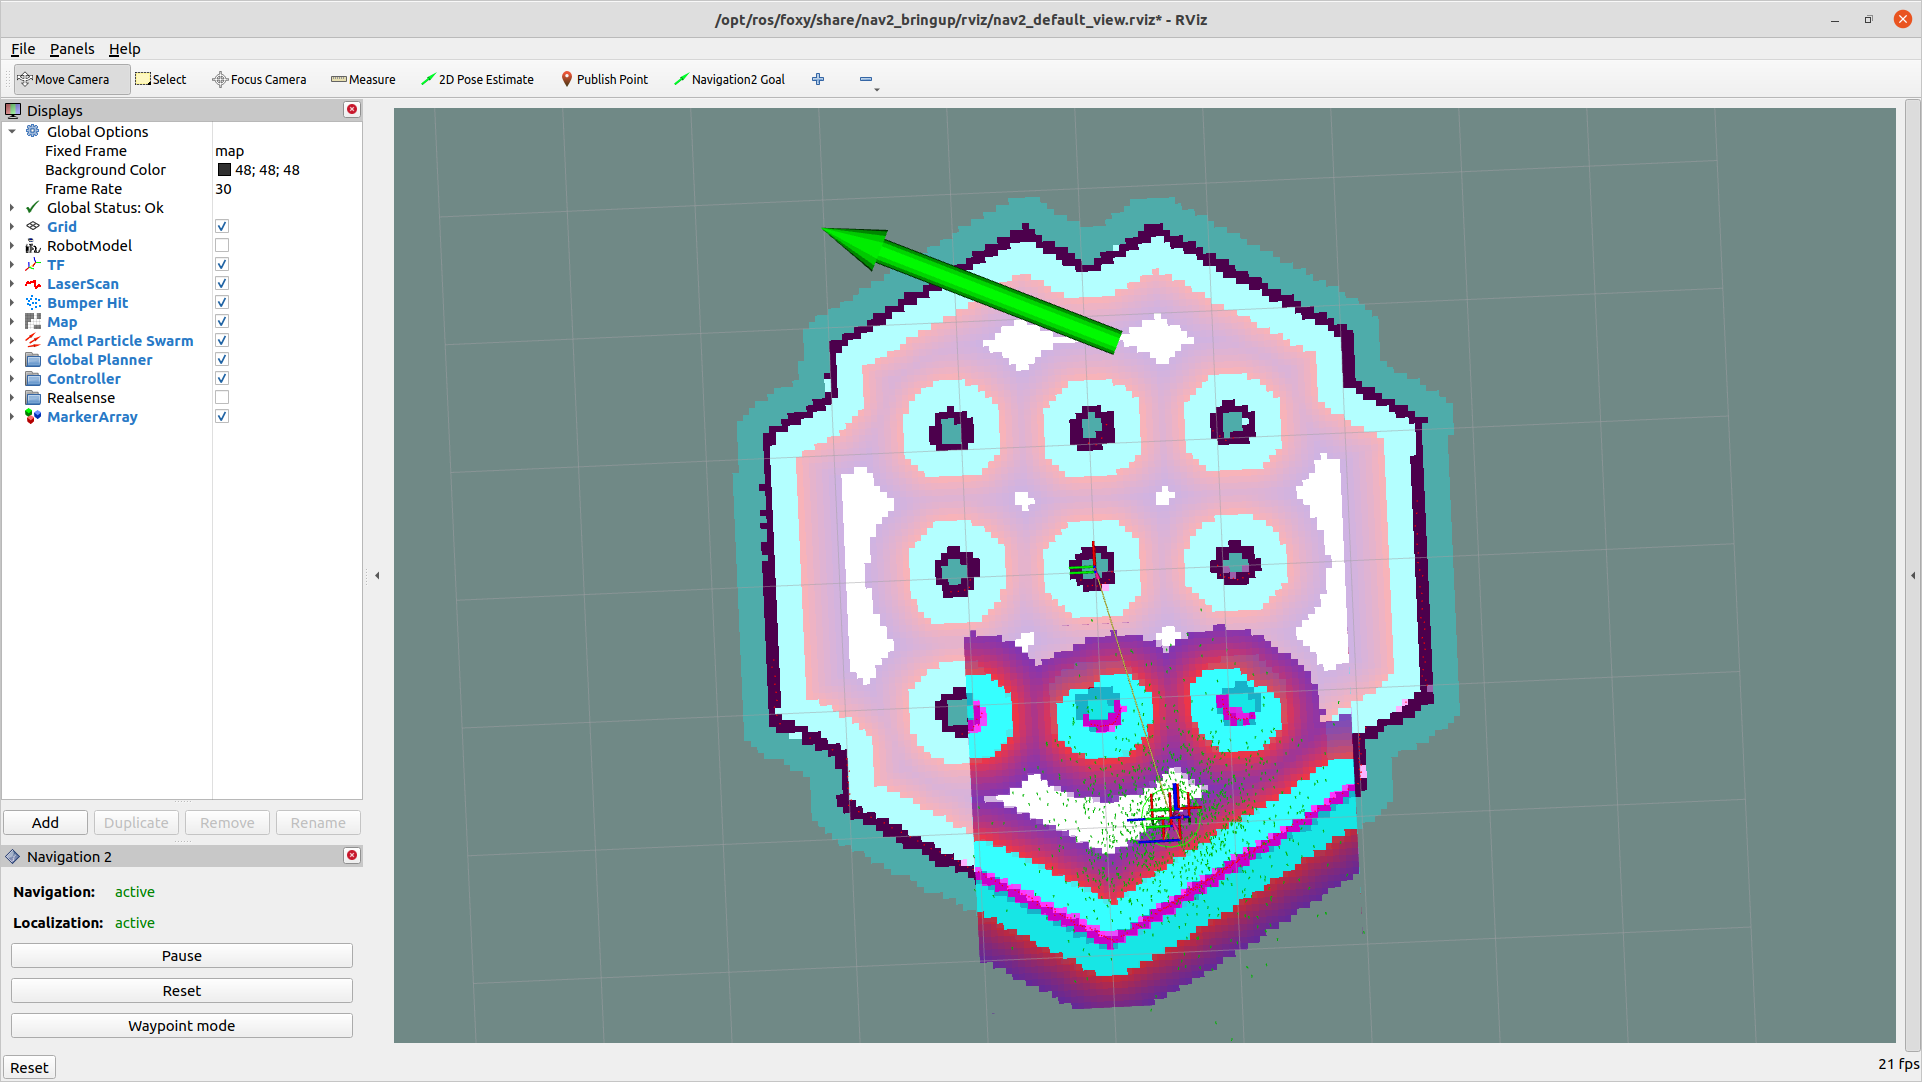 /opt/ros/foxy/share/nav2_bringup/rviz/nav2_default_view.rviz* - RViz
File Panels Help
Move Camera Select Focus Camera Measure 2D Pose Estimate Publish Point Navigation2 Goal
Displays
Global Options
Fixed Frame map
Background Color 48; 48; 48
Frame Rate 30
Global Status: Ok
Grid
RobotModel
TF
LaserScan
Bumper Hit
Map
Amcl Particle Swarm
Global Planner
Controller
Realsense
MarkerArray
Add Duplicate Remove Rename
Navigation 2
Navigation: active
Localization: active
Pause
Reset
Waypoint mode
Reset
21 fps